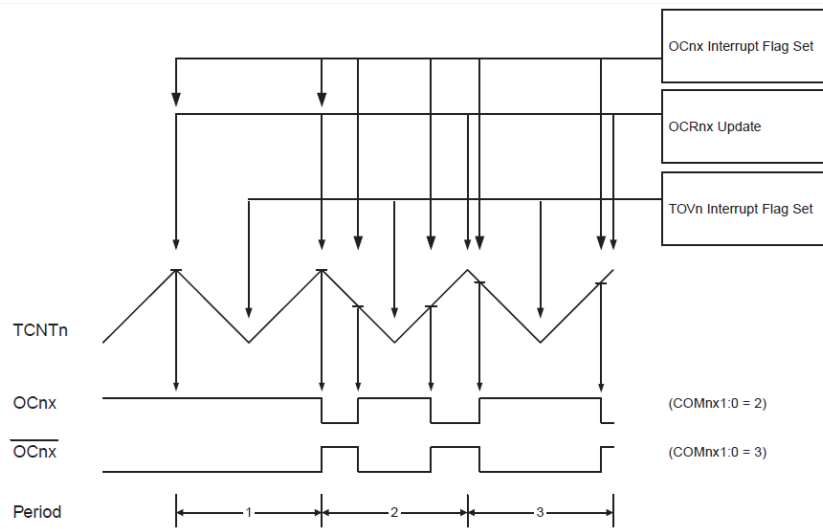 OCnx Interrupt Flag Set
OCRnx Update
TOVn Interrupt Flag Set
TCNTn
OCnx
(COMnx1:0 = 2)
OCnx
(COMnx1:0 = 3)
Period
1
2
3